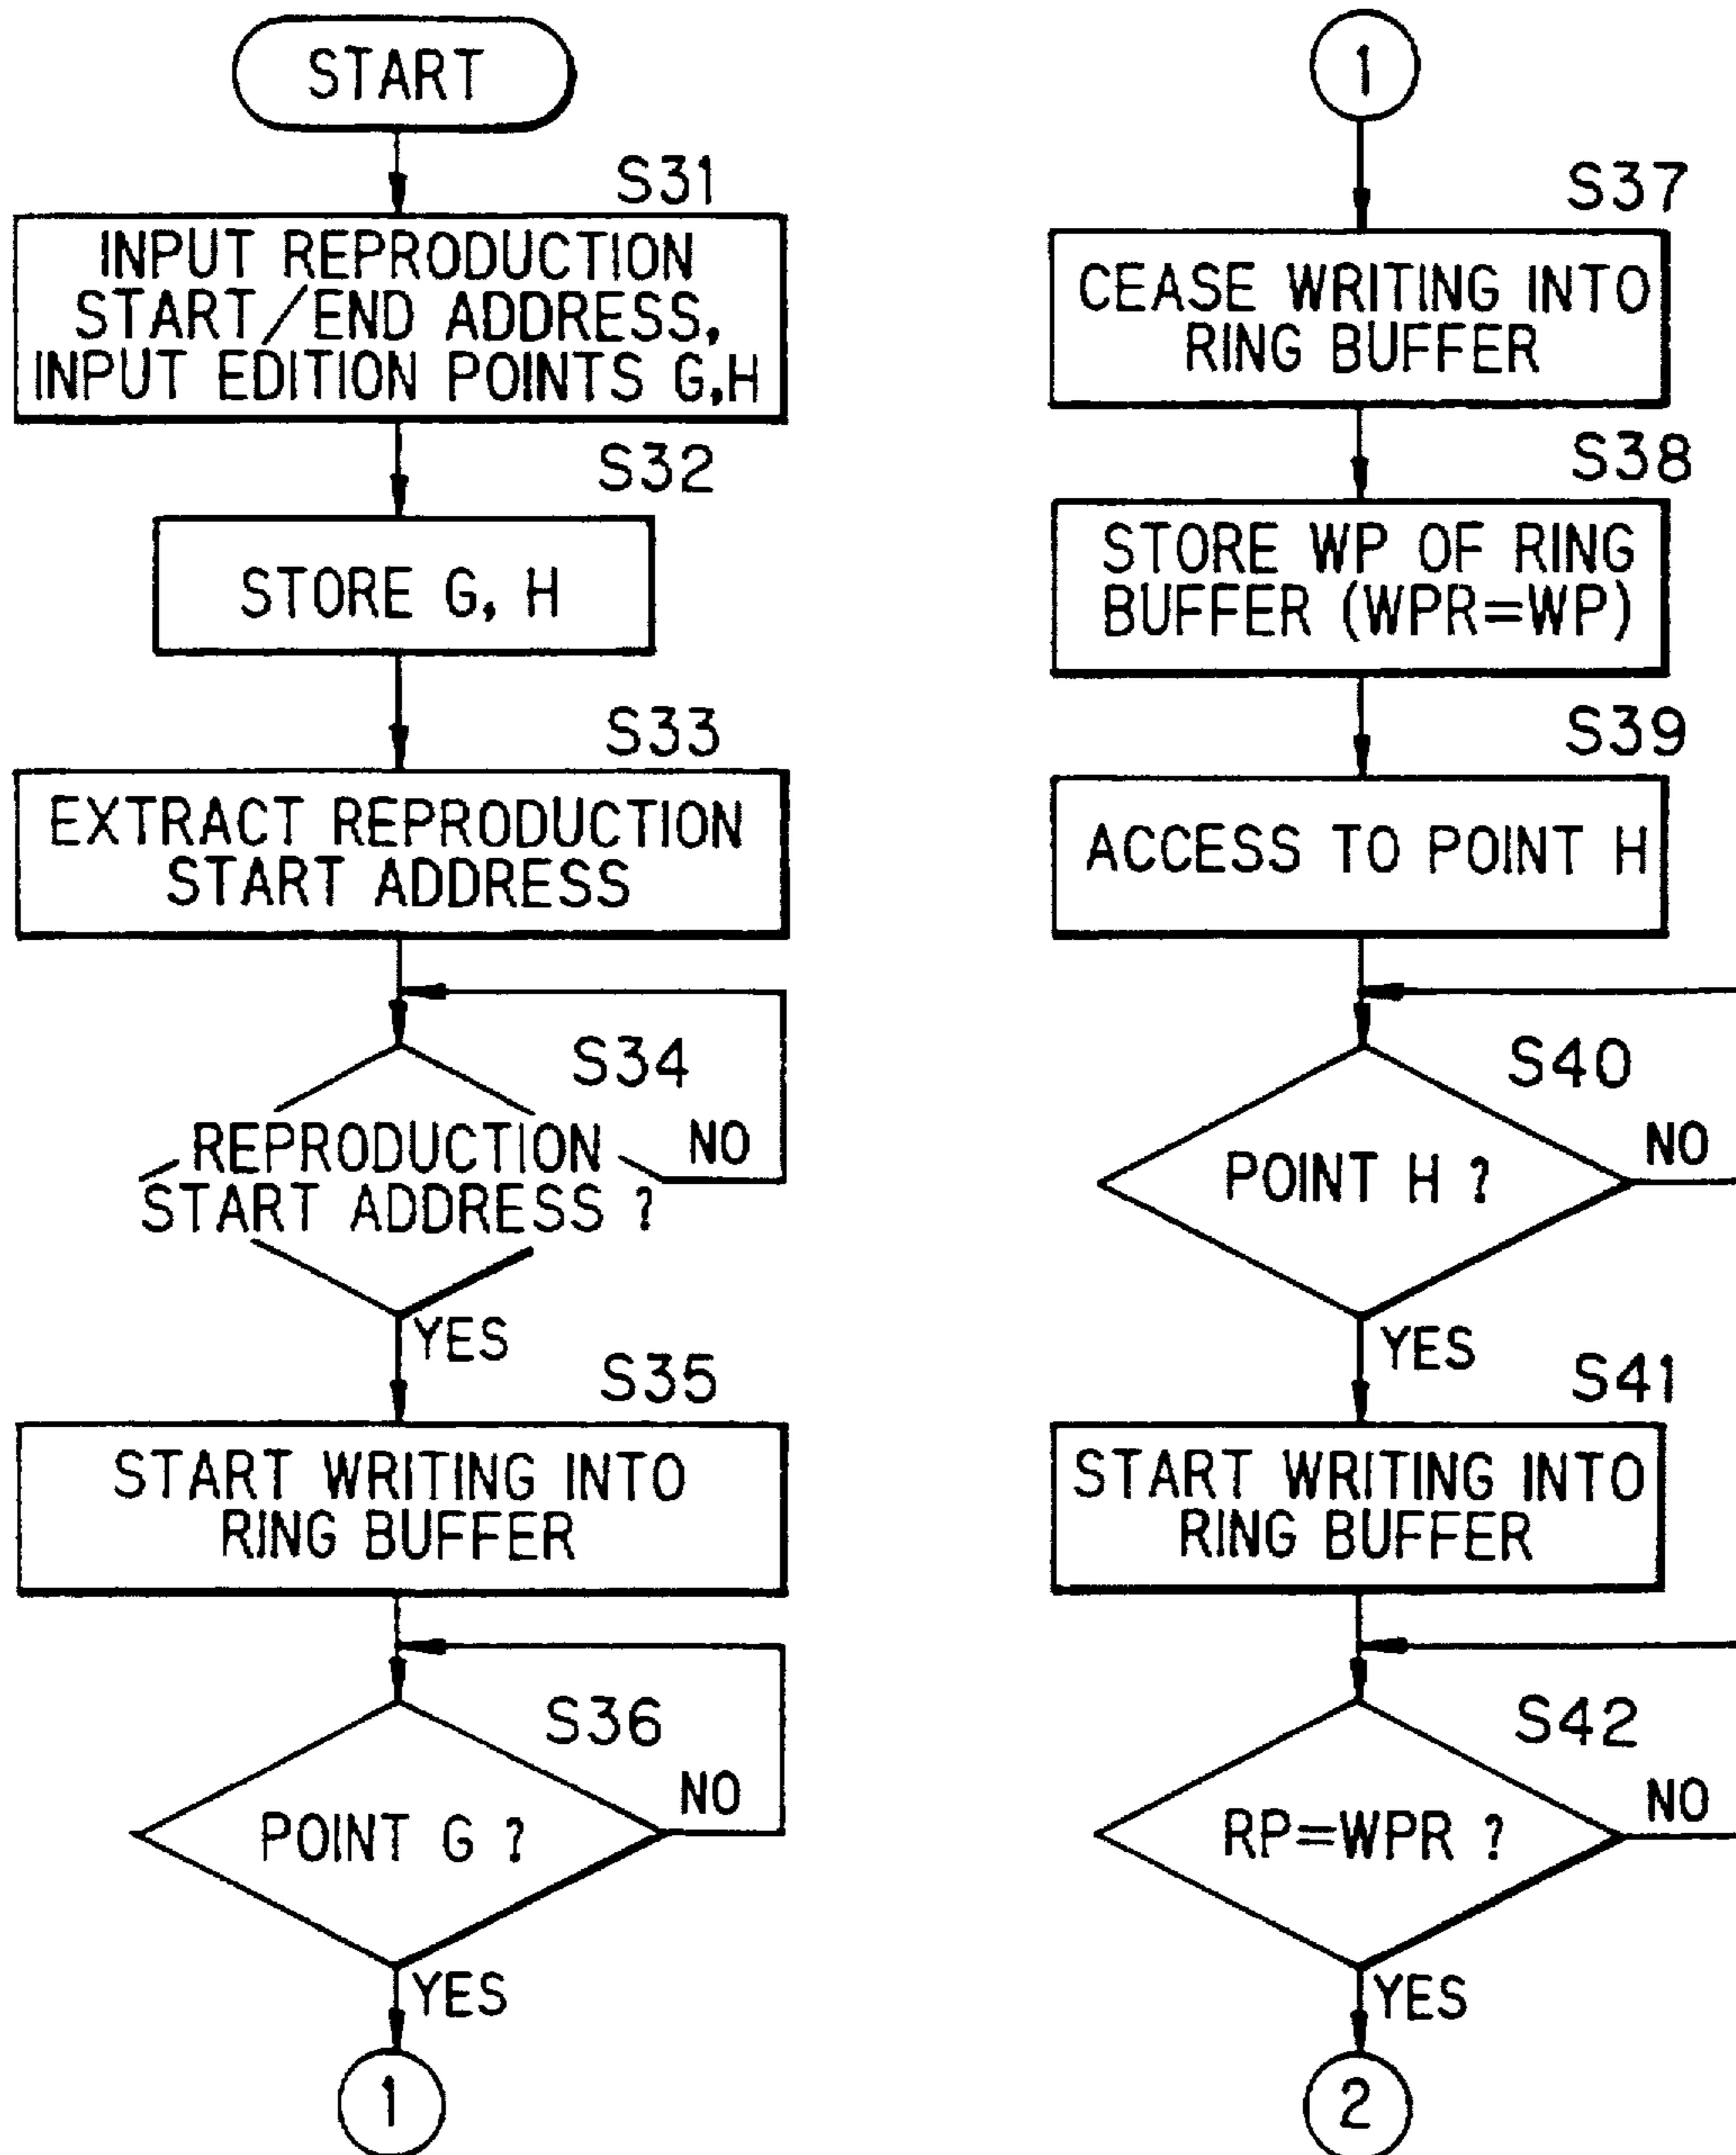 START
S31
INPUT REPRODUCTION
START/END ADDRESS,
INPUT EDITION POINTS G,H
S32
STORE G, H
S33
EXTRACT REPRODUCTION
START ADDRESS
S34
REPRODUCTION
START ADDRESS ?
NO
YES
S35
START WRITING INTO
RING BUFFER
S36
POINT G ?
NO
YES
1
1
S37
CEASE WRITING INTO
RING BUFFER
S38
STORE WP OF RING
BUFFER (WPR=WP)
S39
ACCESS TO POINT H
S40
POINT H ?
NO
YES
S41
START WRITING INTO
RING BUFFER
S42
RP=WPR ?
NO
YES
2